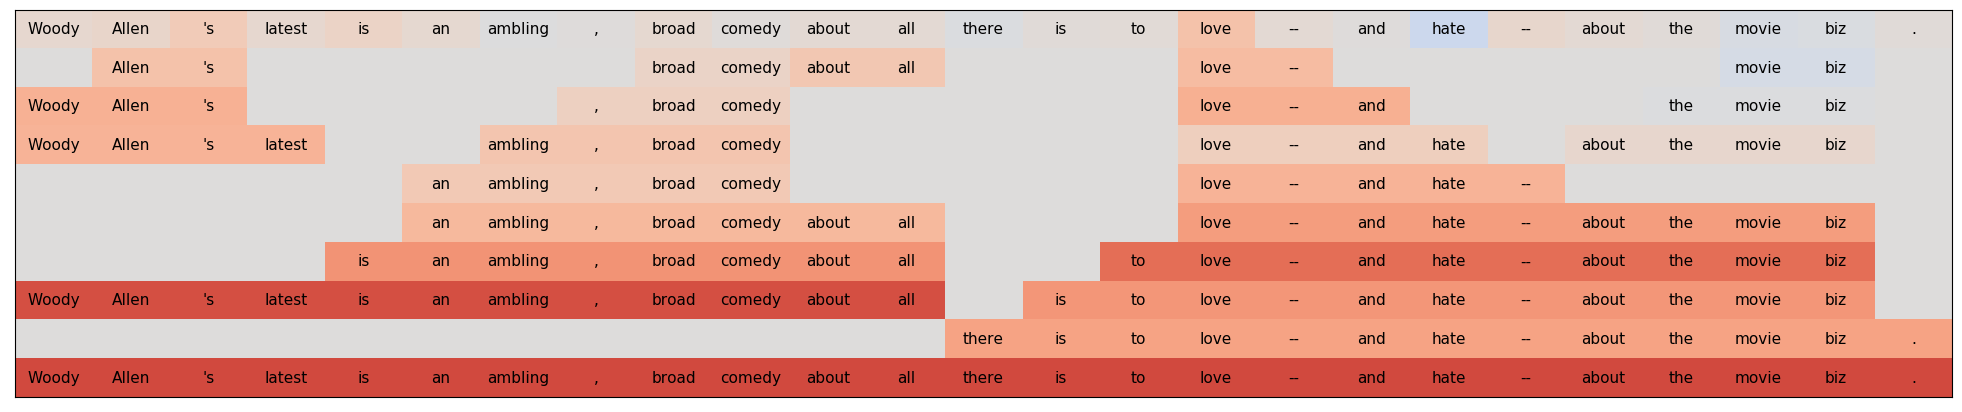 Woody Allen 's latest is an ambling , broad comedy about all there is to love -- and hate -- about the movie biz .
Allen 's broad comedy about all love -- movie biz
Woody Allen 's , broad comedy love -- and the movie biz
Woody Allen 's latest ambling , broad comedy love -- and hate about the movie biz
an ambling , broad comedy love -- and hate --
an ambling , broad comedy about all love -- and hate -- about the movie biz
is an ambling , broad comedy about all to love -- and hate -- about the movie biz
Woody Allen 's latest is an ambling , broad comedy about all is to love -- and hate -- about the movie biz
there is to love -- and hate -- about the movie biz .
Woody Allen 's latest is an ambling , broad comedy about all there is to love -- and hate -- about the movie biz .